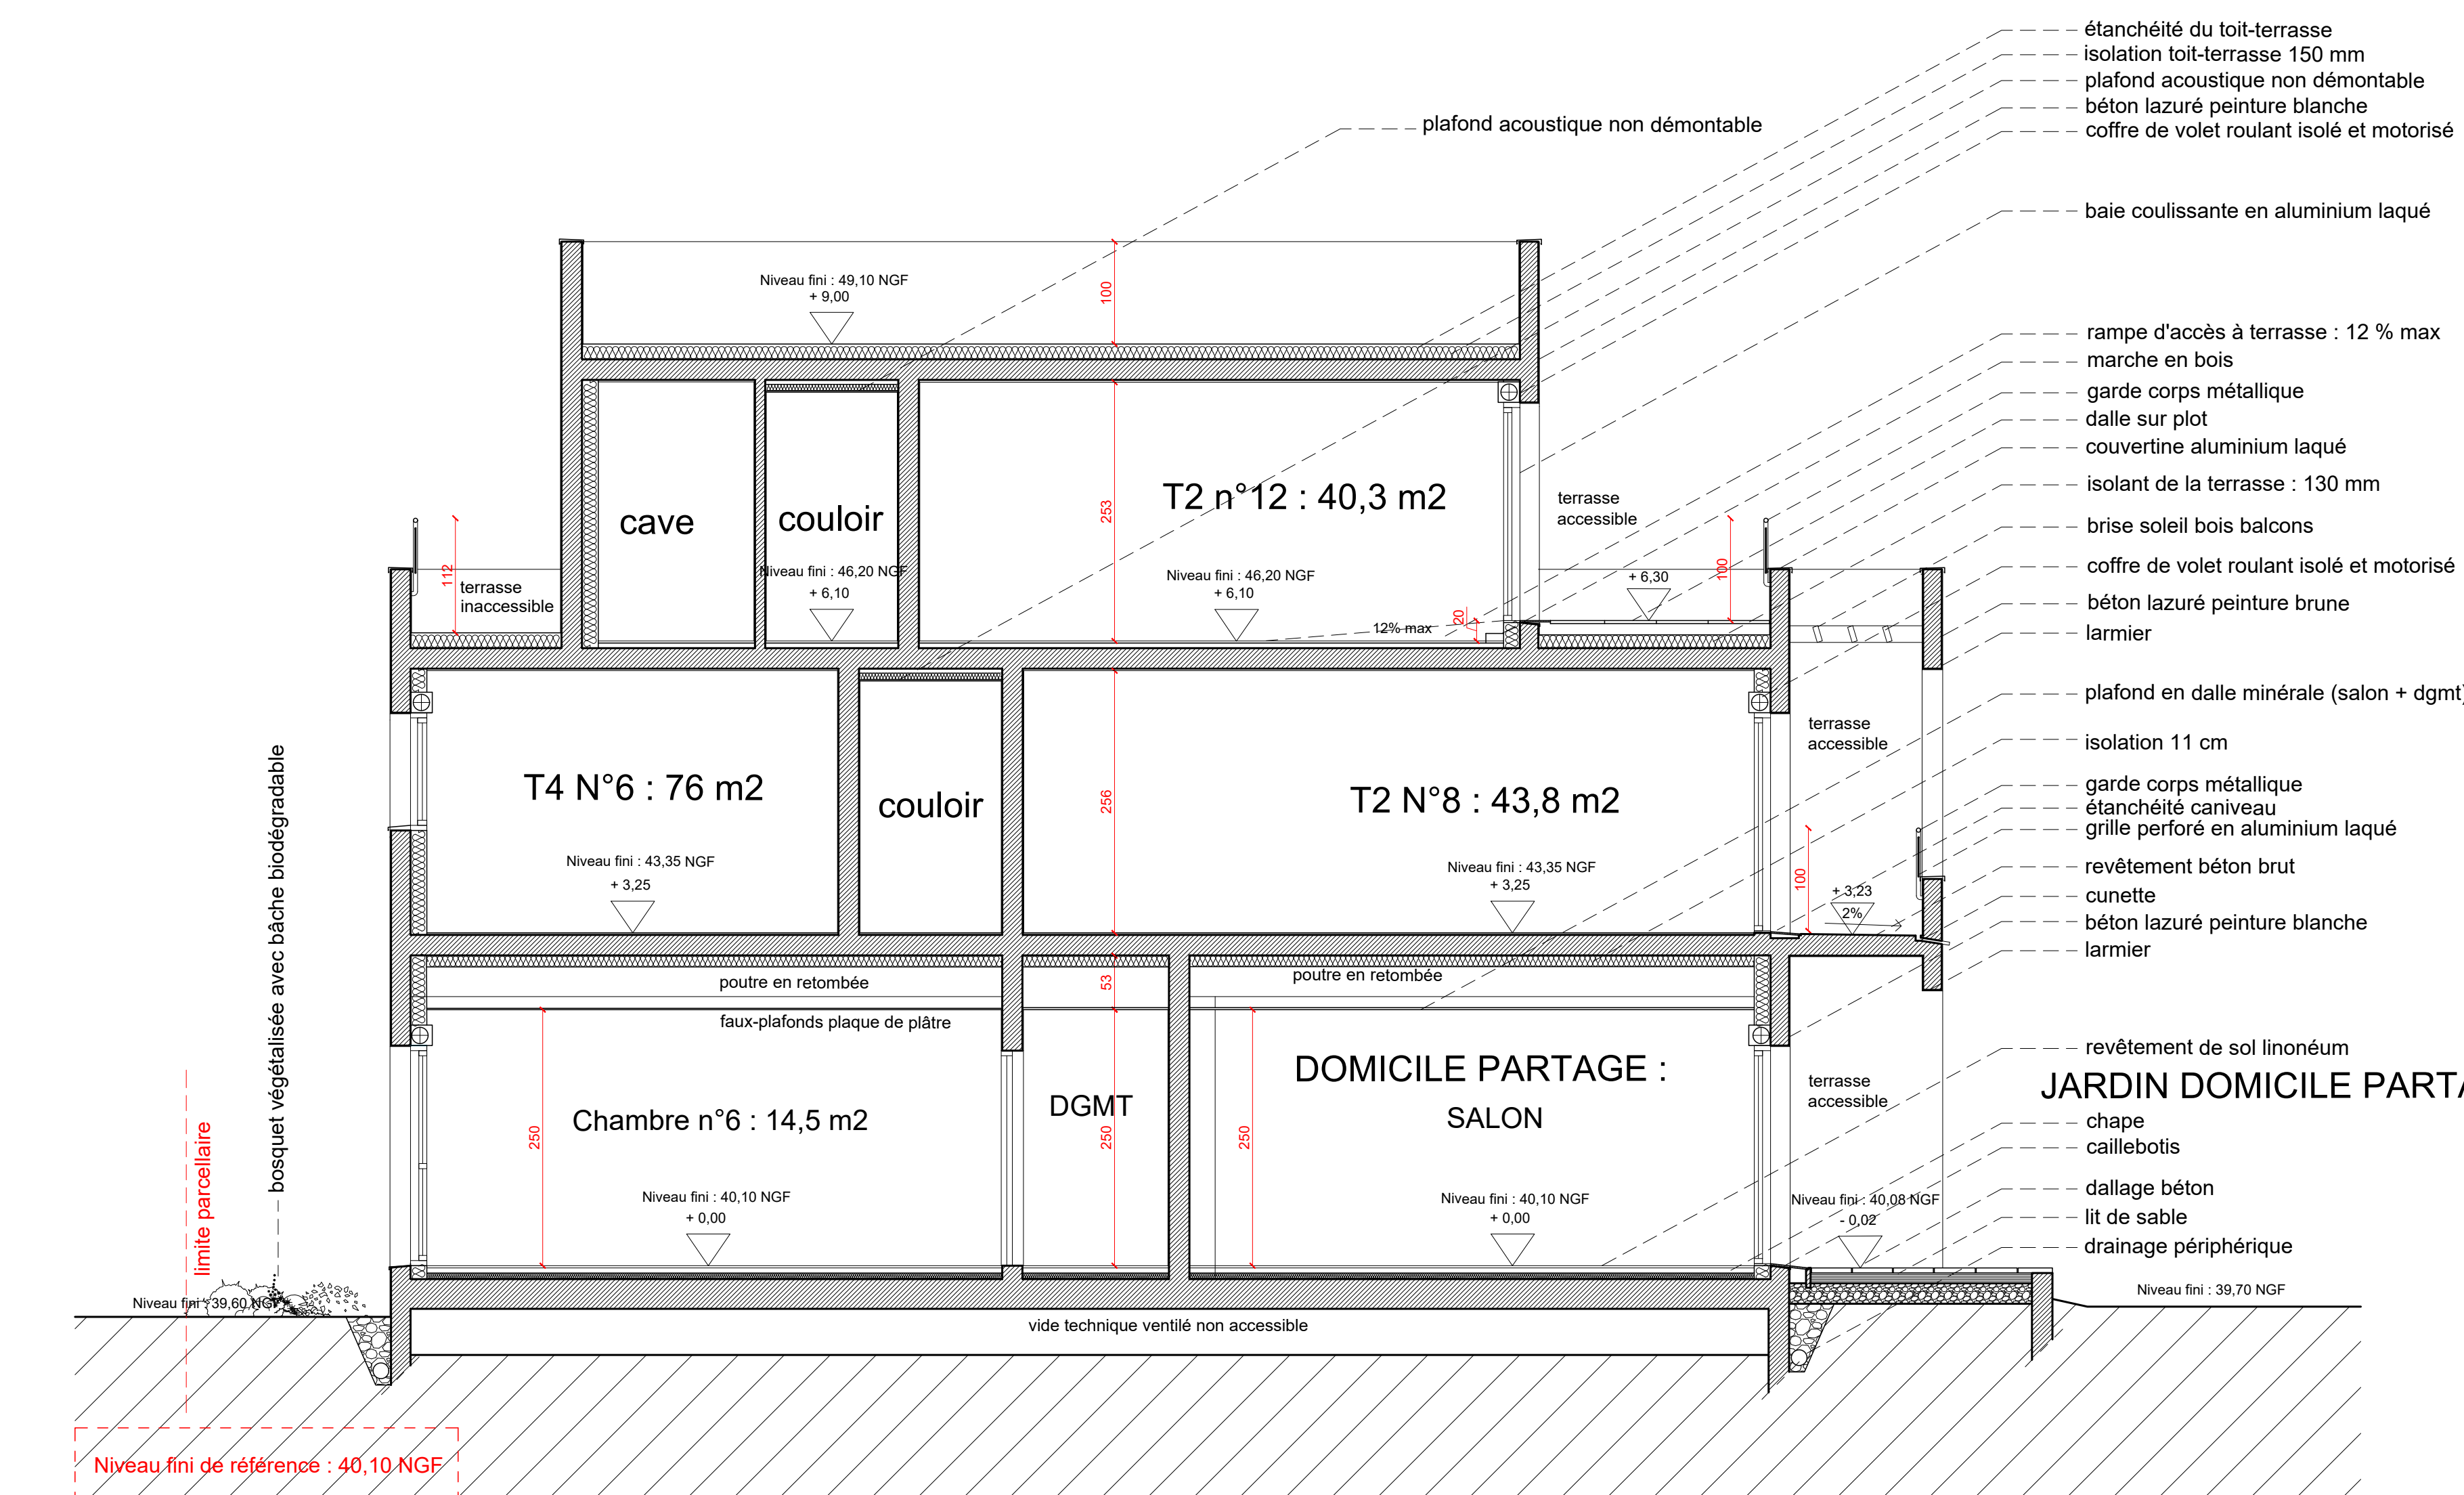 étanchéité du toit-terrasse
isolation toit-terrasse 150 mm
plafond acoustique non démontable
béton lazuré peinture blanche
coffre de volet roulant isolé et motorisé
plafond acoustique non démontable
baie coulissante en aluminium laqué
Niveau fini : 49,10 NGF
+ 9,00
100
rampe d'accès à terrasse : 12 % max
marche en bois
garde corps métallique
dalle sur plot
couvertine aluminium laqué
isolant de la terrasse : 130 mm
brise soleil bois balcons
coffre de volet roulant isolé et motorisé
béton lazuré peinture brune
larmier
cave
couloir
Niveau fini : 46,20 NGF
+ 6,10
253
T2 n°12 : 40,3 m2
Niveau fini : 46,20 NGF
+ 6,10
12% max
20
terrasse
accessible
+ 6,30
100
112
terrasse
inaccessible
plafond en dalle minérale (salon + dgmt)
isolation 11 cm
garde corps métallique
étanchéité caniveau
grille perforé en aluminium laqué
revêtement béton brut
cunette
béton lazuré peinture blanche
larmier
T4 N°6 : 76 m2
Niveau fini : 43,35 NGF
+ 3,25
couloir
256
T2 N°8 : 43,8 m2
Niveau fini : 43,35 NGF
+ 3,25
terrasse
accessible
100
+ 3,23
2%
bosquet végétalisée avec bâche biodégradable
limite parcellaire
poutre en retombée
faux-plafonds plaque de plâtre
53
poutre en retombée
250
Chambre n°6 : 14,5 m2
Niveau fini : 40,10 NGF
+ 0,00
DGMT
250
250
DOMICILE PARTAGE :
SALON
Niveau fini : 40,10 NGF
+ 0,00
terrasse
accessible
Niveau fini : 40,08 NGF
- 0,02
revêtement de sol linonéum
JARDIN DOMICILE PARTA
chape
caillebotis
dallage béton
lit de sable
drainage périphérique
Niveau fini : 39,60 NGF
Niveau fini : 39,70 NGF
vide technique ventilé non accessible
Niveau fini de référence : 40,10 NGF